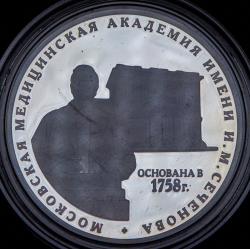 МОСКОВСКАЯ МЕДИЦИНСКАЯ АКАДЕМИЯ ИМЕНИ И.М.СЕЧЕНОВА
ОСНОВАНА В
1758г.